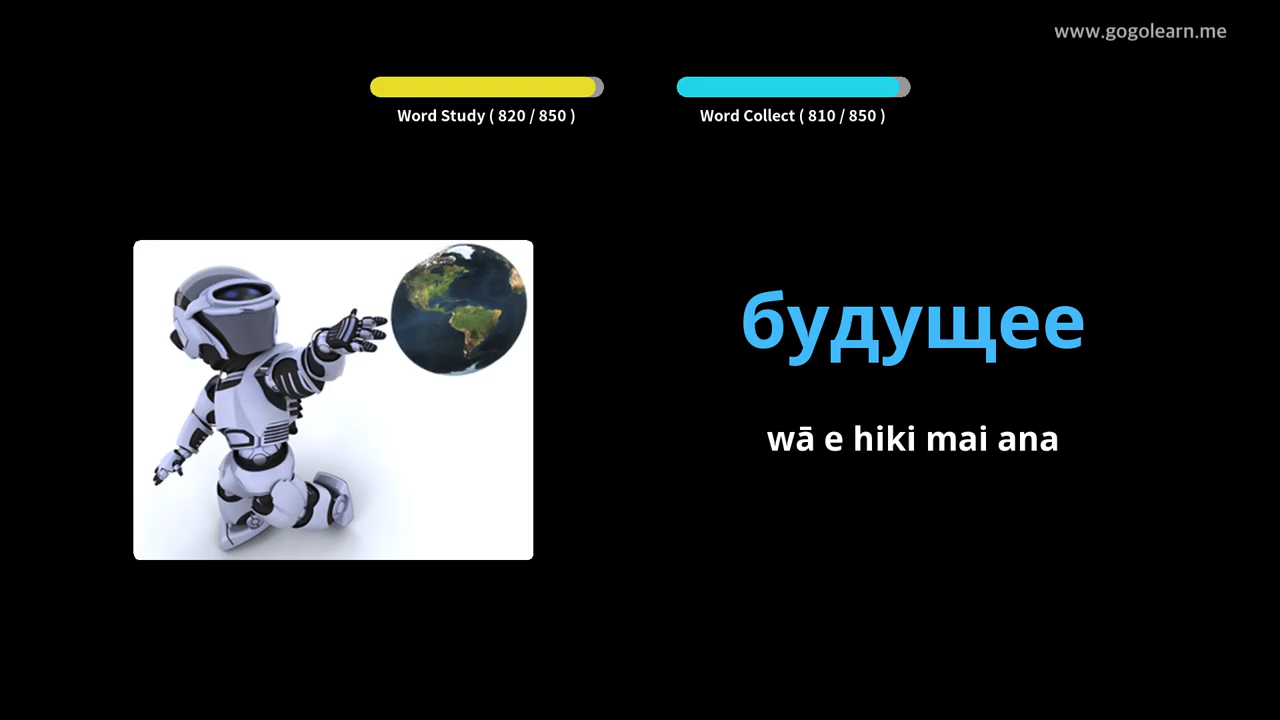 www.gogolearn.me
Word Study ( 820 / 850 )
Word Collect ( 810 / 850 )
будущее
wā e hiki mai ana